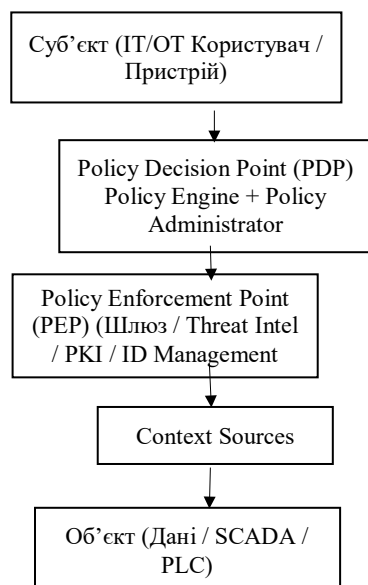 Суб’єкт (IT/OT Користувач /
Пристрій)
Policy Decision Point (PDP)
Policy Engine + Policy
Administrator
Policy Enforcement Point
(PEP) (Шлюз / Threat Intel
/ PKI / ID Management
Context Sources
Об’єкт (Дані / SCADA /
PLC)